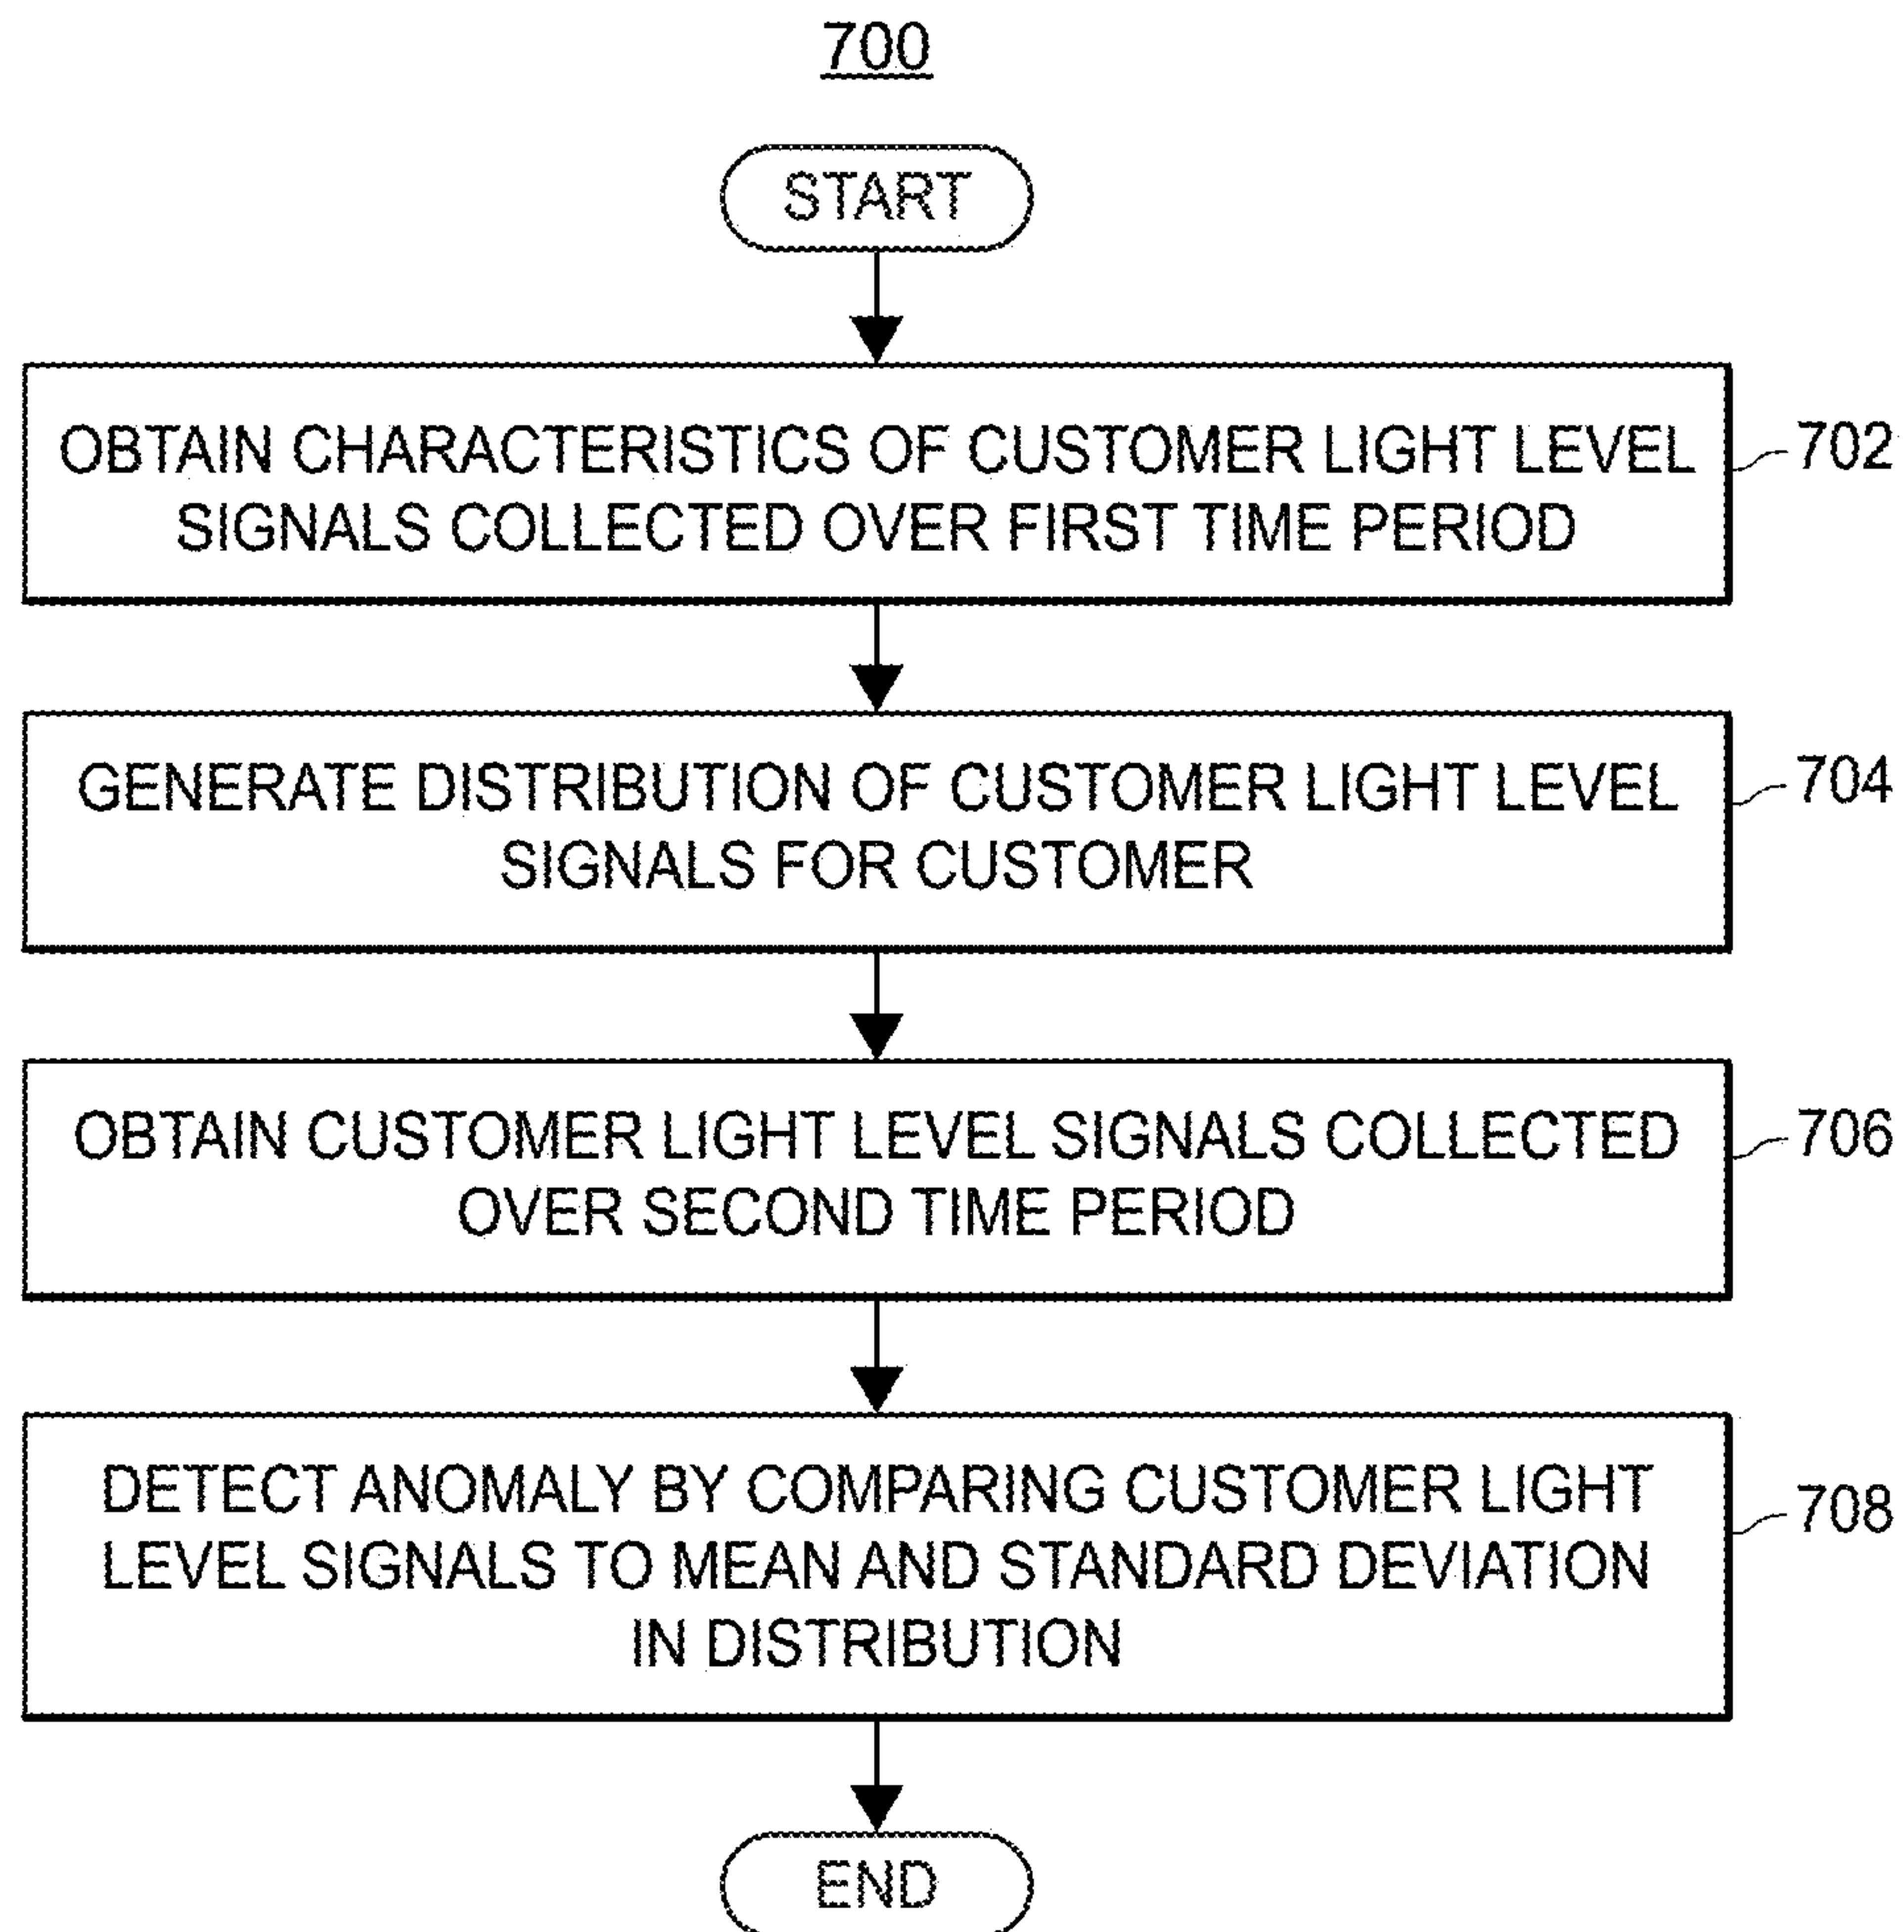 700
START
OBTAIN CHARACTERISTICS OF CUSTOMER LIGHT LEVEL
SIGNALS COLLECTED OVER FIRST TIME PERIOD
702
GENERATE DISTRIBUTION OF CUSTOMER LIGHT LEVEL
SIGNALS FOR CUSTOMER
704
OBTAIN CUSTOMER LIGHT LEVEL SIGNALS COLLECTED
OVER SECOND TIME PERIOD
706
DETECT ANOMALY BY COMPARING CUSTOMER LIGHT
LEVEL SIGNALS TO MEAN AND STANDARD DEVIATION
IN DISTRIBUTION
708
END